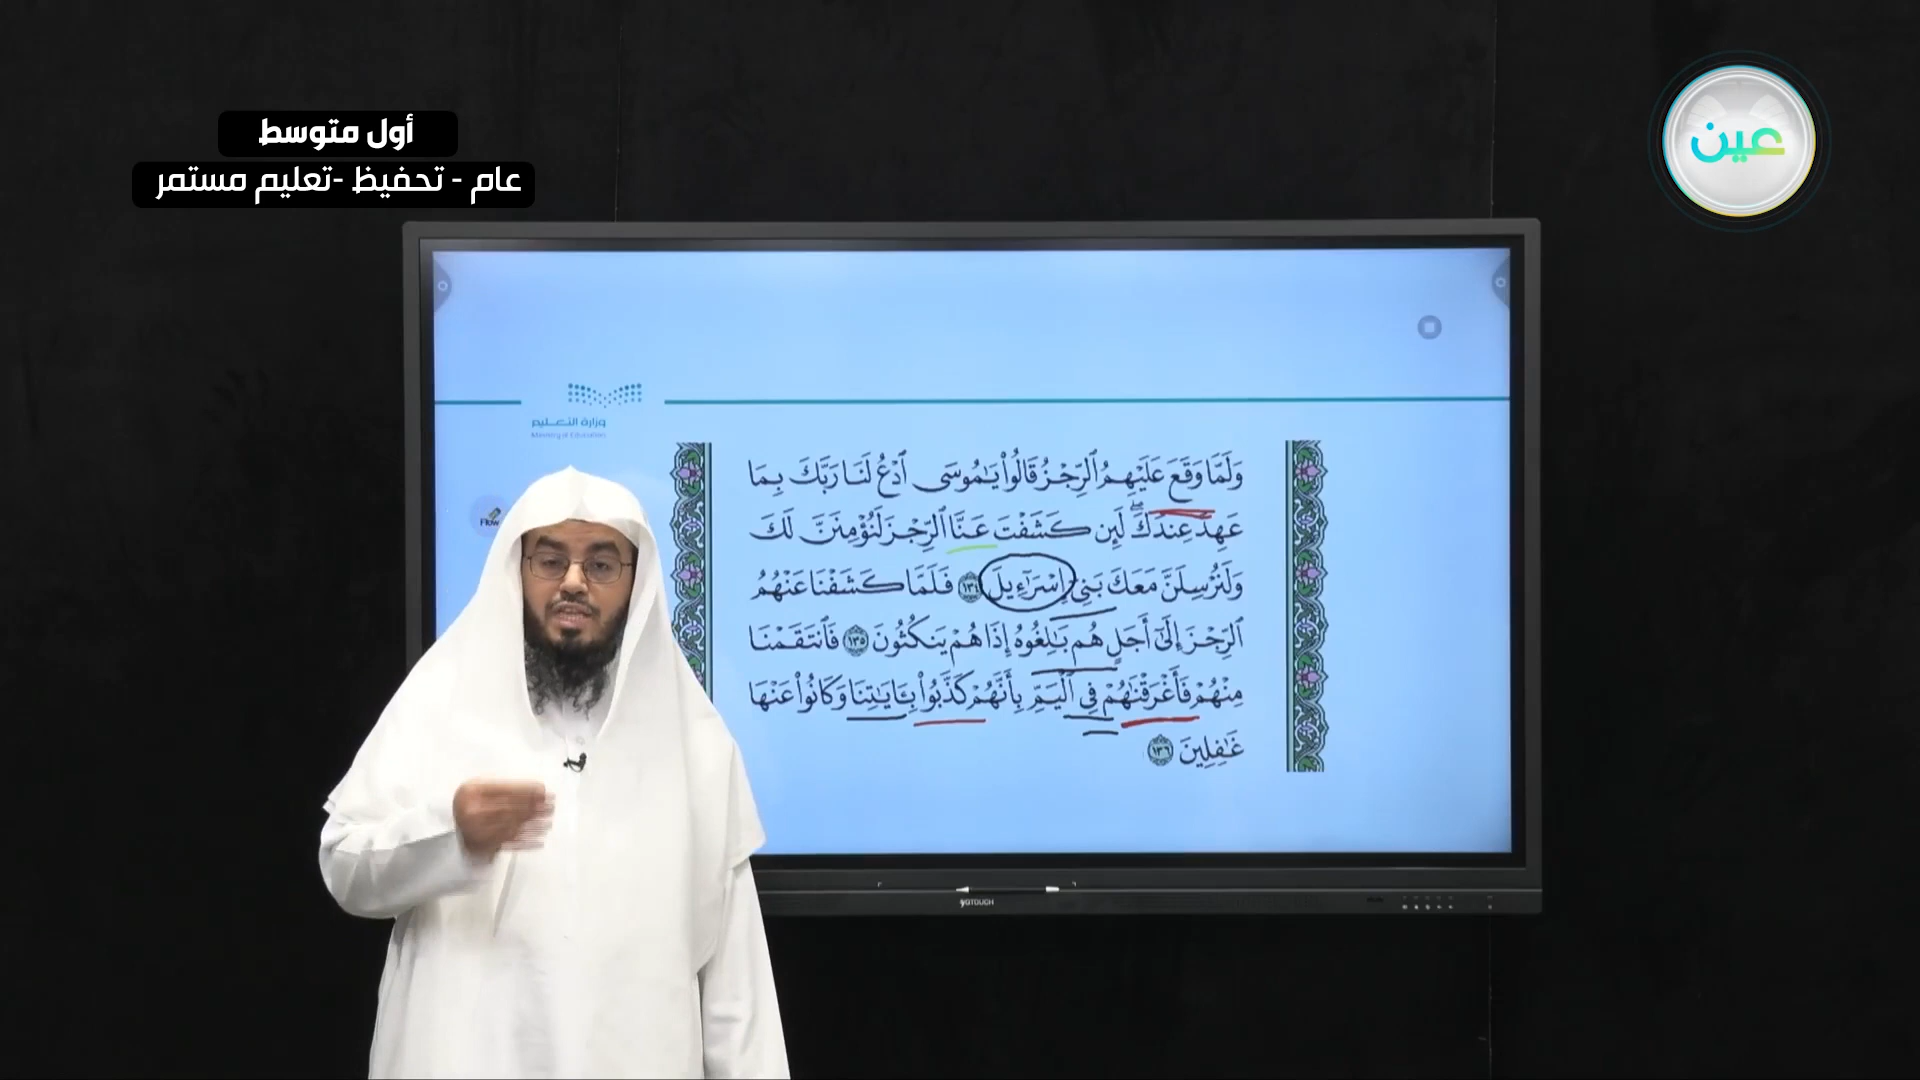 أول متوسط
عام - تحفيظ -تعليم مستمر
عين
وزارة التعليم
Ministry of Education
وَلَمَّا وَقَعَ عَلَيْهِمُ ٱلرِّجْزُ قَالُوا۟ يَـٰمُوسَى ٱدْعُ لَنَا رَبَّكَ بِمَا
عَهِدَ عِندَكَ ۖ لَئِن كَشَفْتَ عَنَّا ٱلرِّجْزَ لَنُؤْمِنَنَّ لَكَ
وَلَنُرْسِلَنَّ مَعَكَ بَنِىٓ إِسْرَٰٓءِيلَ ١٣٤ فَلَمَّا كَشَفْنَا عَنْهُمُ
ٱلرِّجْزَ إِلَىٰٓ أَجَلٍ هُم بَـٰلِغُوهُ إِذَا هُمْ يَنكُثُونَ ١٣٥ فَٱنتَقَمْنَا
مِنْهُمْ فَأَغْرَقْنَـٰهُمْ فِى ٱلْيَمِّ بِأَنَّهُمْ كَذَّبُوا۟ بِـَٔايَـٰتِنَا وَكَانُوا۟ عَنْهَا
غَـٰفِلِينَ ١٣٦
Flow